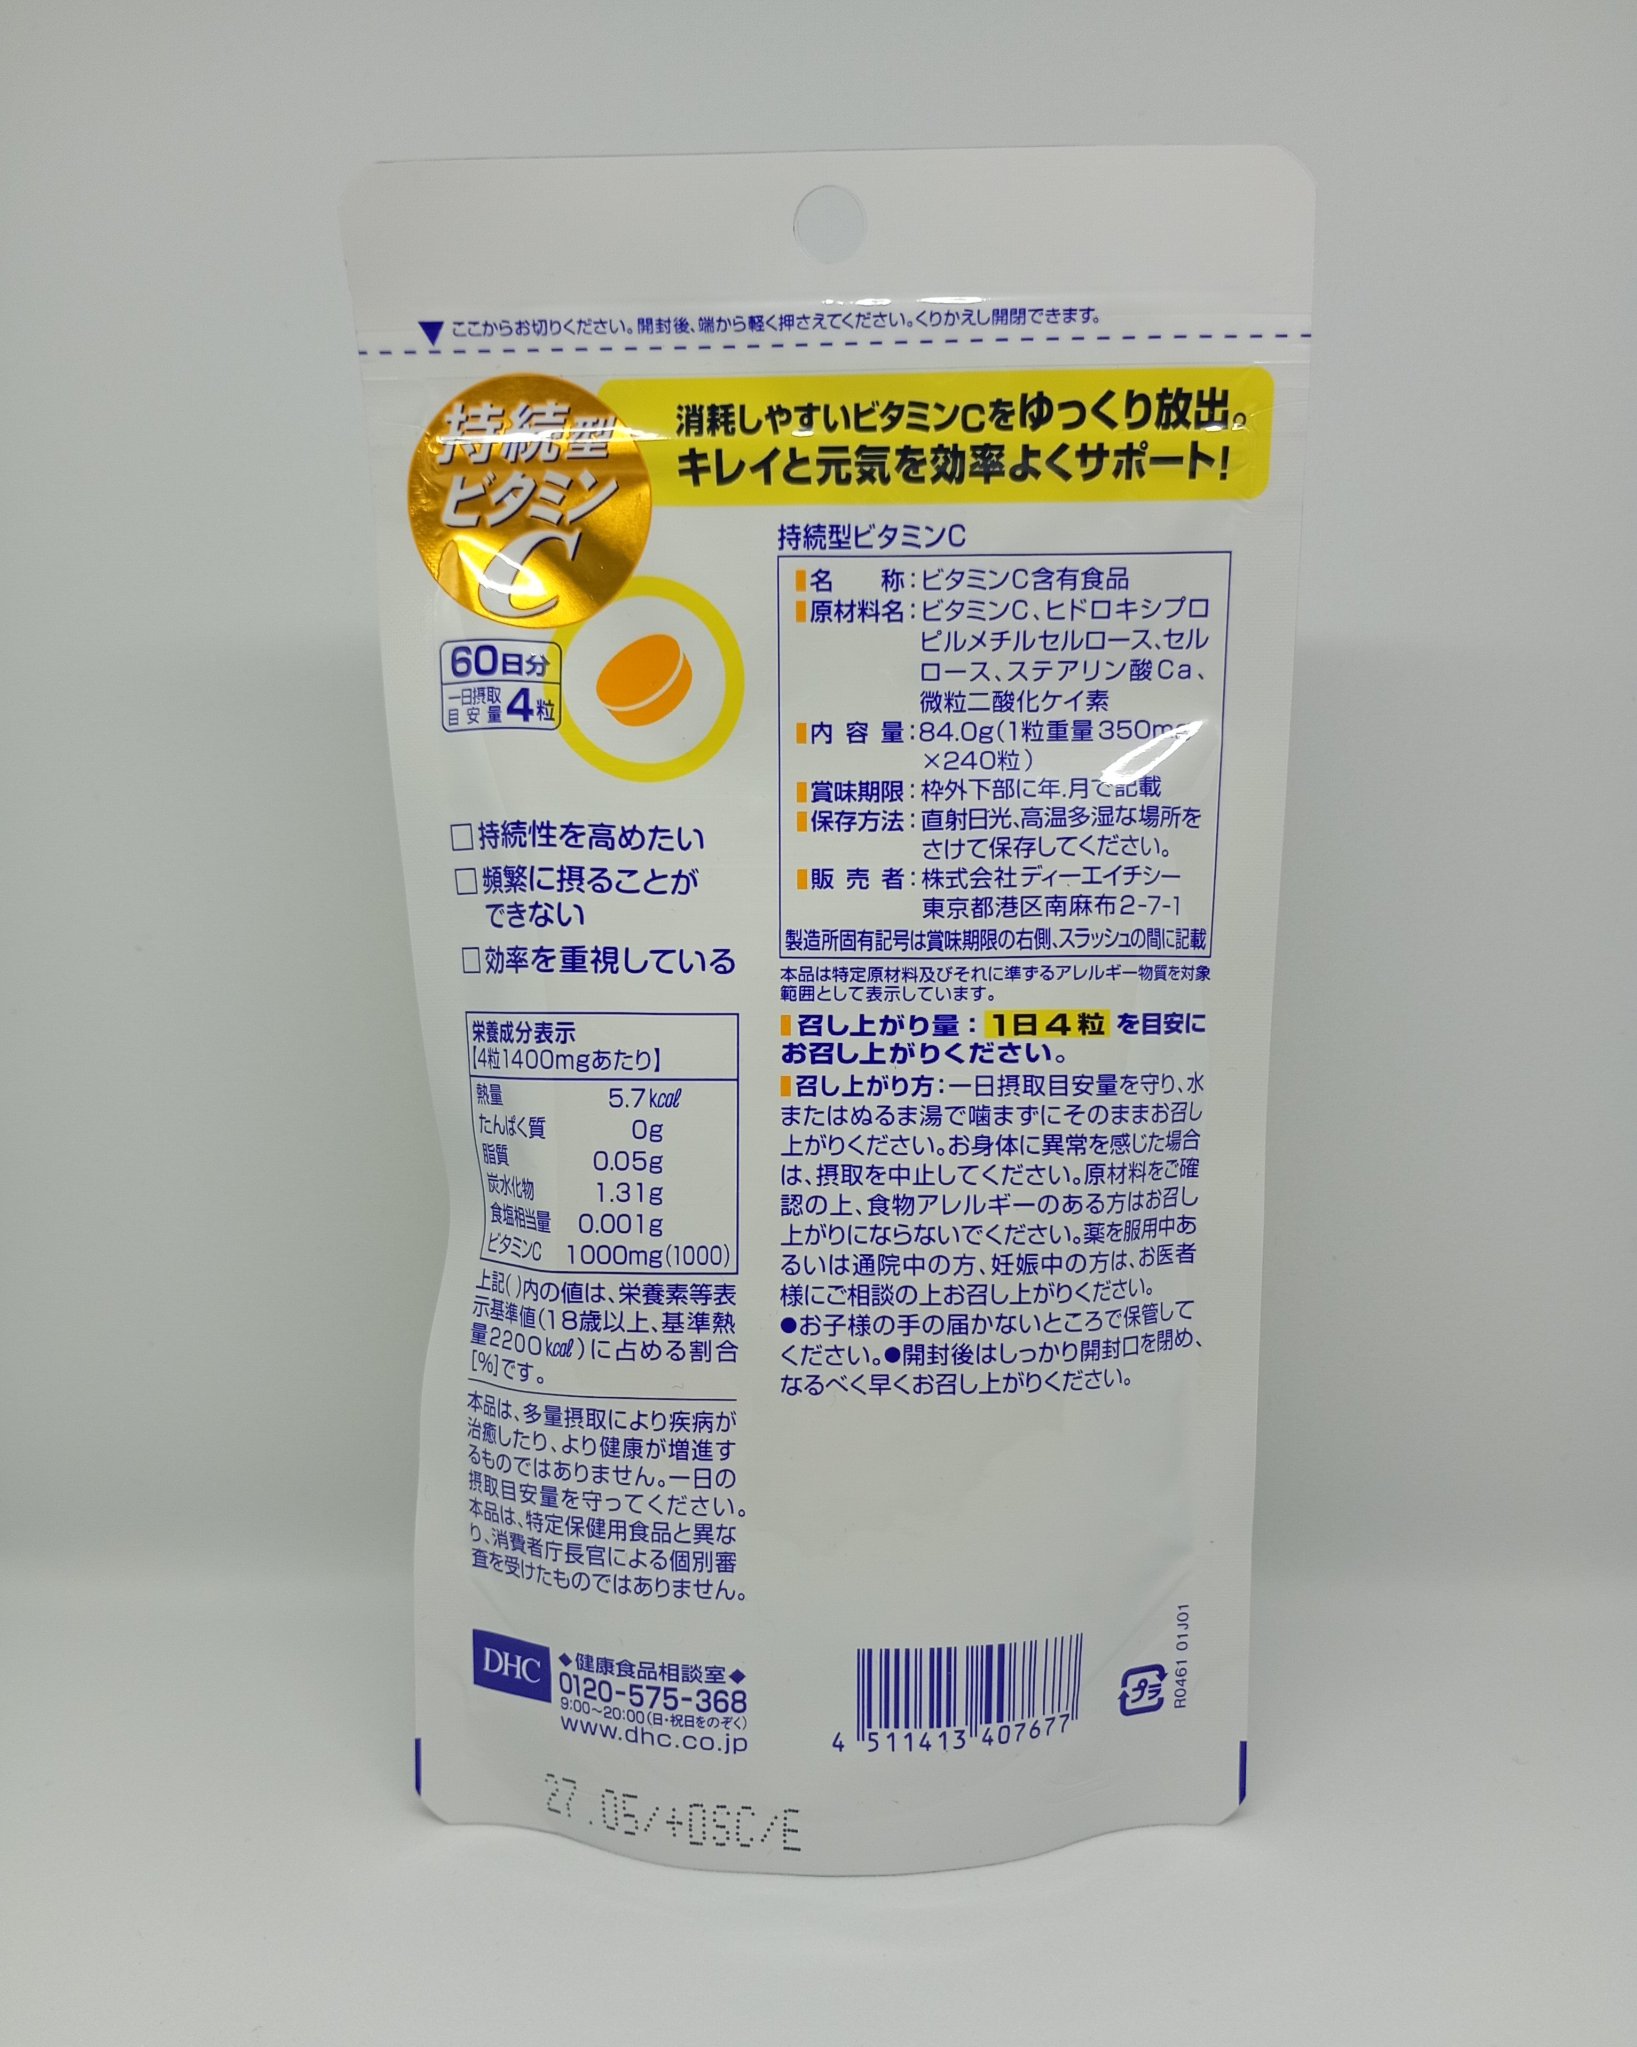 ▼ここからお切りください。開封後、端から軽く押さえてください。くりかえし開閉できます。
持続型
ビタミン
C
消耗しやすいビタミンCをゆっくり放出。
キレイと元気を効率よくサポート!
60日分
一日摂取
目安量 4粒
□持続性を高めたい
□頻繁に摂ることが
できない
□効率を重視している
栄養成分表示
【4粒1400mgあたり】
熱量 5.7kcal
たんぱく質 0g
脂質 0.05g
炭水化物 1.31g
食塩相当量 0.001g
ビタミンC 1000mg(1000)
上記( )内の値は、栄養素等表
示基準値(18歳以上、基準熱
量2200kcal)に占める割合
[%]です。
本品は、多量摂取により疾病が
治癒したり、より健康が増進す
るものではありません。一日の
摂取目安量を守ってください。
本品は、特定保健用食品と異な
り、消費者庁長官による個別審
査を受けたものではありません。
持続型ビタミンC
名 称:ビタミンC含有食品
原材料名:ビタミンC、ヒドロキシプロ
ピルメチルセルロース、セル
ロース、ステアリン酸Ca、
微粒二酸化ケイ素
内容量:84.0g(1粒重量350mg
×240粒)
賞味期限:枠外下部に年.月で記載
保存方法:直射日光、高温多湿な場所を
さけて保存してください。
販売者:株式会社ディーエイチシー
東京都港区南麻布2-7-1
製造所固有記号は賞味期限の右側、スラッシュの間に記載
本品は特定原材料及びそれに準ずるアレルギー物質を対象
範囲として表示しています。
召し上がり量:1日4粒を目安に
お召し上がりください。
召し上がり方:一日摂取目安量を守り、水
またはぬるま湯で噛まずにそのままお召し
上がりください。お身体に異常を感じた場合
は、摂取を中止してください。原材料をご確
認の上、食物アレルギーのある方はお召し
上がりにならないでください。薬を服用中あ
るいは通院中の方、妊娠中の方は、お医者
様にご相談の上お召し上がりください。
●お子様の手の届かないところで保管して
ください。●開封後はしっかり開封口を閉め、
なるべく早くお召し上がりください。
DHC
◆健康食品相談室◆
0120-575-368
9:00〜20:00(日・祝日をのぞく)
www.dhc.co.jp
4 511413 407677
プラ
R0461 01J01
27.05/+OSC/E